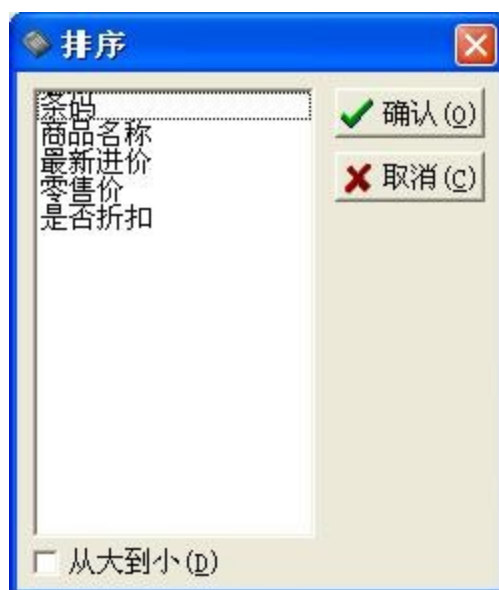 排序
条码
商品名称
最新进价
零售价
是否折扣
确认(O)
取消(C)
从大到小(D)